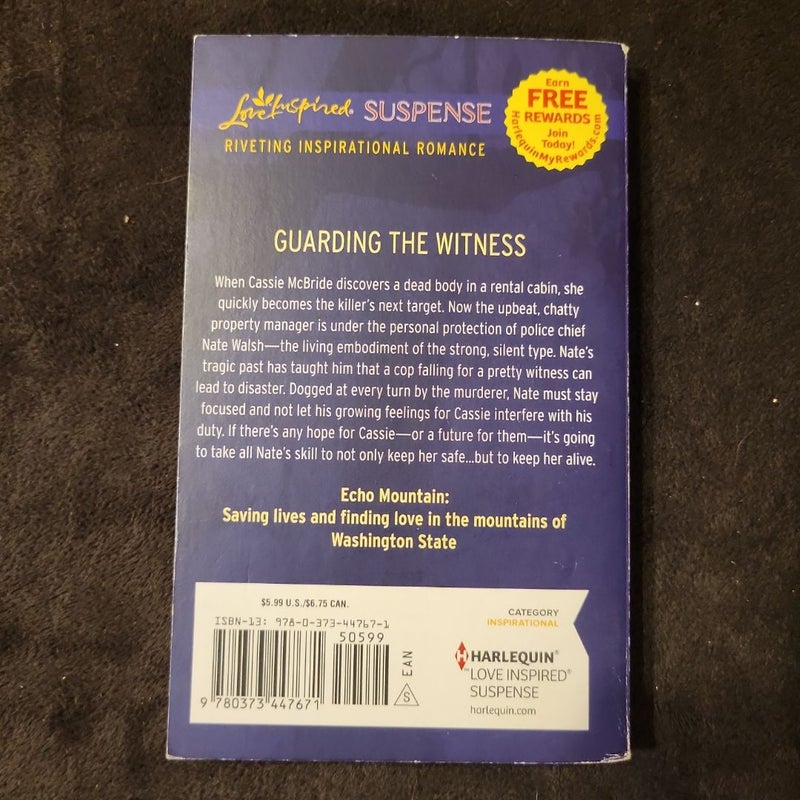 Love Inspired® SUSPENSE
RIVETING INSPIRATIONAL ROMANCE
Earn
FREE
REWARDS
Join
Today!
HarlequinMyRewards.com
GUARDING THE WITNESS
When Cassie McBride discovers a dead body in a rental cabin, she
quickly becomes the killer's next target. Now the upbeat, chatty
property manager is under the personal protection of police chief
Nate Walsh—the living embodiment of the strong, silent type. Nate's
tragic past has taught him that a cop falling for a pretty witness can
lead to disaster. Dogged at every turn by the murderer, Nate must stay
focused and not let his growing feelings for Cassie interfere with his
duty. If there's any hope for Cassie—or a future for them—it's going
to take all Nate's skill to not only keep her safe...but to keep her alive.
Echo Mountain:
Saving lives and finding love in the mountains of
Washington State
$5.99 U.S./$6.75 CAN.
ISBN-13: 978-0-373-44767-1
50599
9 780373 447671
EAN
S
CATEGORY
INSPIRATIONAL
HARLEQUIN®
LOVE INSPIRED®
SUSPENSE
harlequin.com